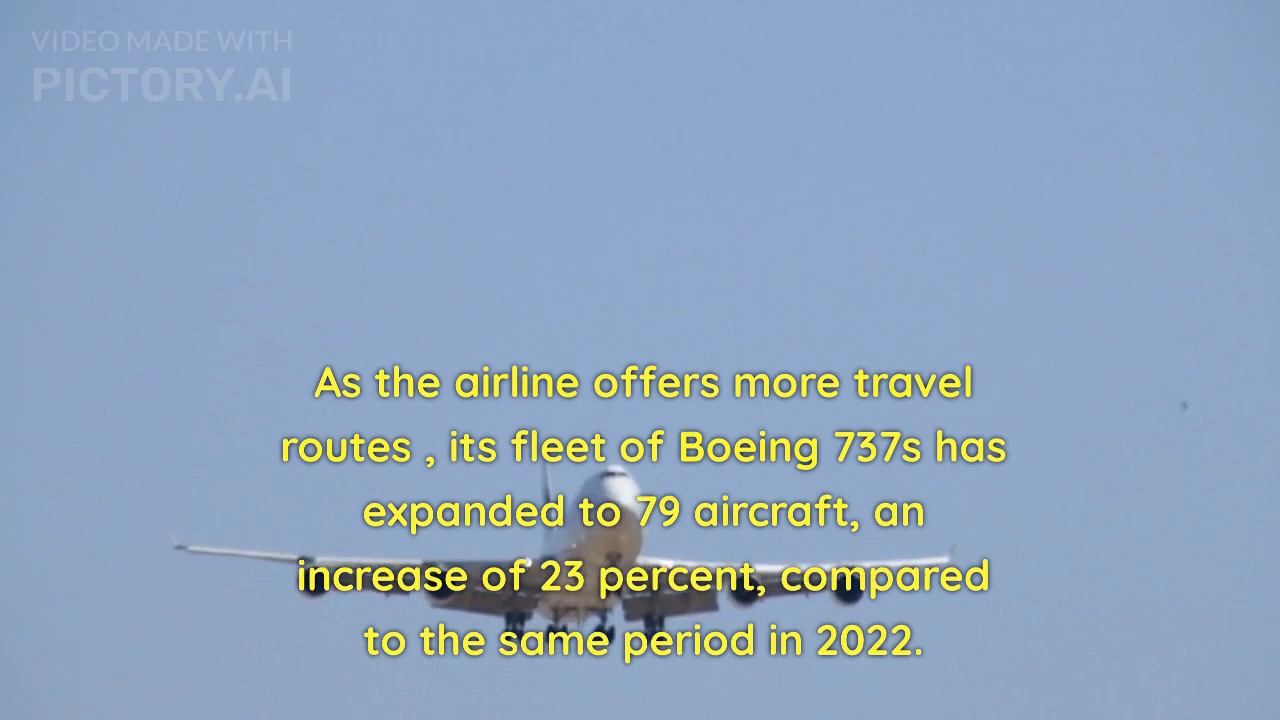 VIDEO MADE WITH
PICTORY.AI
As the airline offers more travel
routes , its fleet of Boeing 737s has
expanded to 79 aircraft, an
increase of 23 percent, compared
to the same period in 2022.